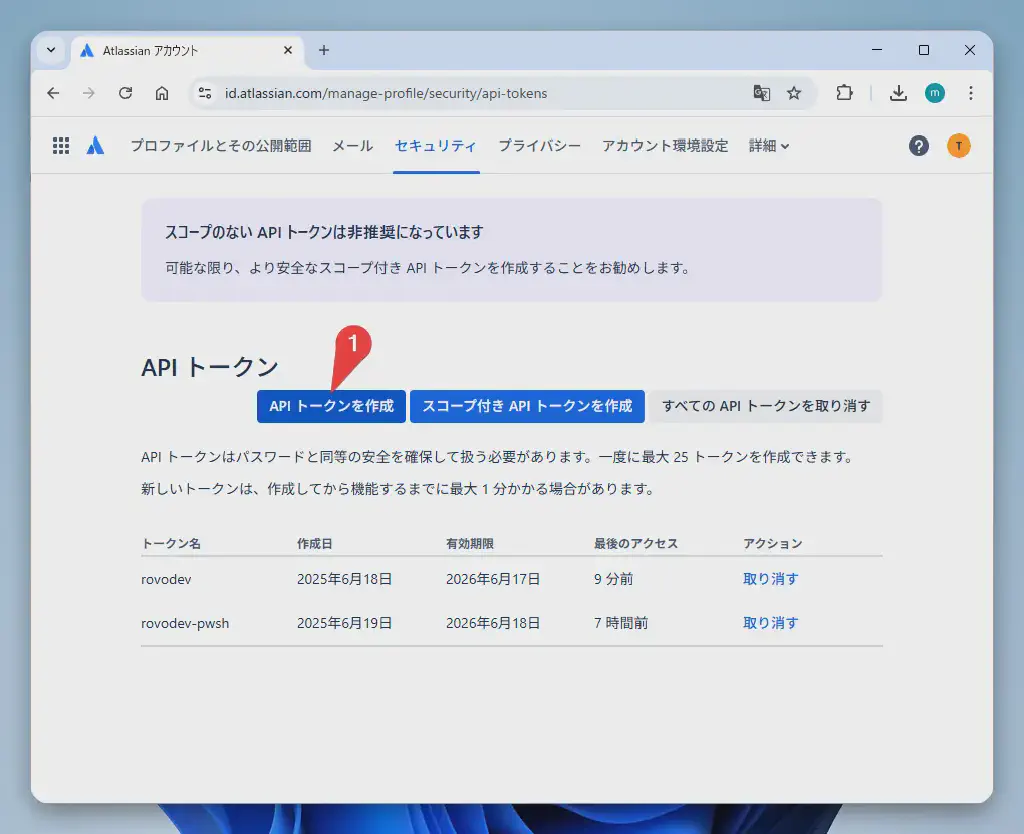 Atlassian アカウント
id.atlassian.com/manage-profile/security/api-tokens
m
プロファイルとその公開範囲 メール セキュリティ プライバシー アカウント環境設定 詳細
?
T
スコープのない API トークンは非推奨になっています
可能な限り、より安全なスコープ付き API トークンを作成することをお勧めします。
1
API トークン
API トークンを作成 スコープ付き API トークンを作成 すべての API トークンを取り消す
API トークンはパスワードと同等の安全を確保して扱う必要があります。一度に最大 25 トークンを作成できます。
新しいトークンは、作成してから機能するまでに最大 1 分かかる場合があります。
トークン名 作成日 有効期限 最後のアクセス アクション
rovodev 2025年6月18日 2026年6月17日 9 分前 取り消す
rovodev-pwsh 2025年6月19日 2026年6月18日 7 時間前 取り消す